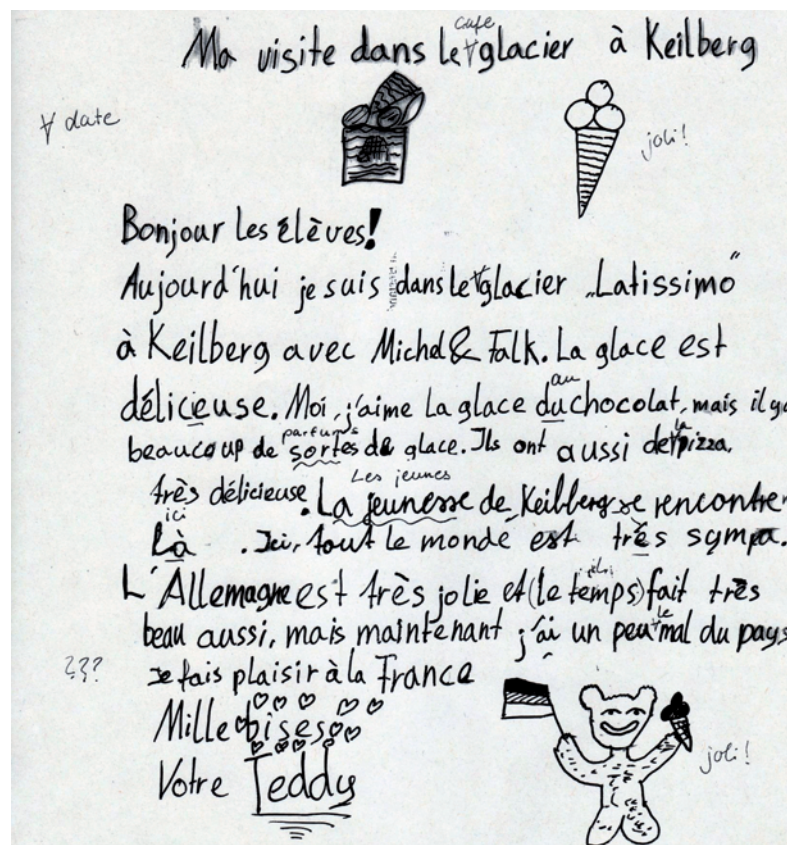 cafe
Ma visite dans le glacier à Keilberg
∀ date
joli!
Bonjour les élèves!
Aujourd'hui je suis dans le glacier „Latissimo"
à Keilberg avec Michel & Falk. La glace est
au
déliceuse. Moi, j'aime la glace du chocolat, mais il ya
parfums la
beaucoup de sortes de glace. Ils ont aussi de pizza.
Les jeunes
très délicieuse. La jeunesse de Keilberg se rencontre
ici
Là. Ici, tout le monde est très sympa.
L'Allemagne est très jolie et (le temps) fait très
le
beau aussi, mais maintenant j'ai un peu mal du pays
??? Je fais plaisir à la France
Mille bises
joli!
Votre Teddy